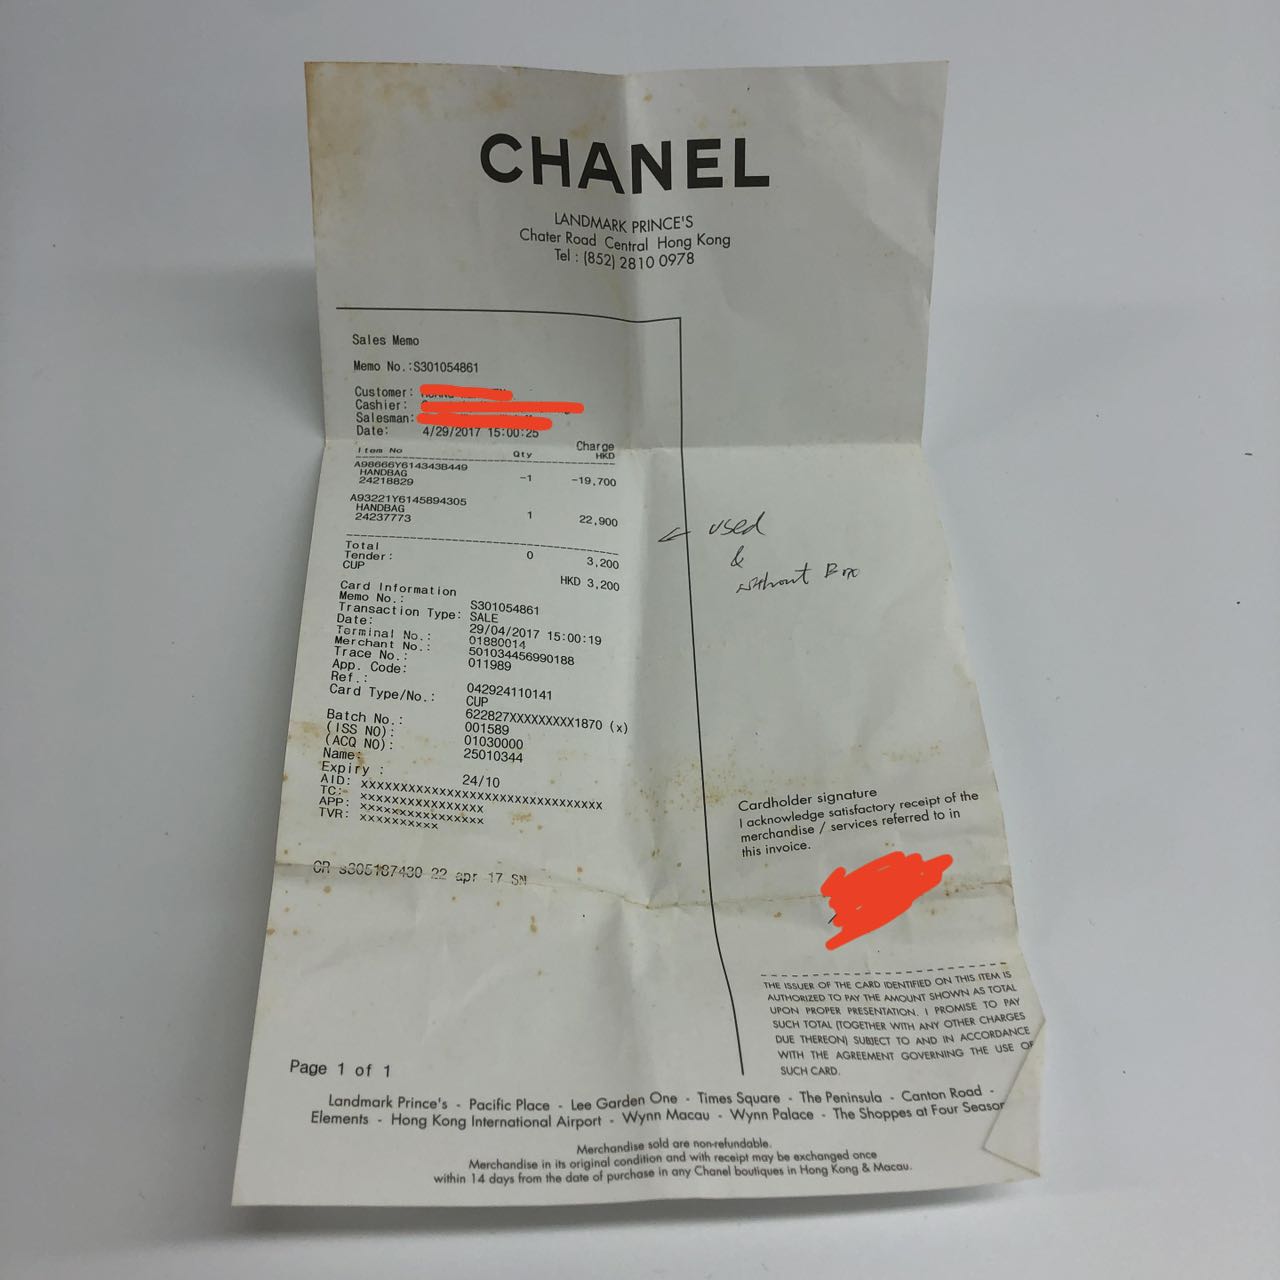 CHANEL
LANDMARK PRINCE'S
Chater Road Central Hong Kong
Tel : (852) 2810 0978
Sales Memo
Memo No.:S301054861
Customer:
Cashier:
Salesman:
Date: 4/29/2017 15:00:25
Charge
Item No Qty HKD
A98666Y614343B449
HANDBAG -1 -19,700
24218829
A93221Y6145894305
HANDBAG 1 22,900
24237773
← used
&
without Box
Total 0 3,200
Tender:
CUP HKD 3,200
Card Information
Memo No.: S301054861
Transaction Type: SALE
Date: 29/04/2017 15:00:19
Terminal No.: 01880014
Merchant No.: 501034456990188
Trace No.: 011989
App. Code:
Ref.: 042924110141
Card Type/No.: CUP
622827XXXXXXXXX1870 (x)
Batch No.: 001589
(ISS NO): 01030000
(ACQ NO): 25010344
Name:
Expiry : 24/10
AID: XXXXXXXXXXXXXXXXXXXXXXXXXXXXXXXX
TC: XXXXXXXXXXXXXXXX
APP: XXXXXXXXXXXXXXXX
TVR: XXXXXXXXXX
CR s305187430 22 apr 17 SN
Cardholder signature
I acknowledge satisfactory receipt of the
merchandise / services referred to in
this invoice.
THE ISSUER OF THE CARD IDENTIFIED ON THIS ITEM IS
AUTHORIZED TO PAY THE AMOUNT SHOWN AS TOTAL
UPON PROPER PRESENTATION. I PROMISE TO PAY
SUCH TOTAL (TOGETHER WITH ANY OTHER CHARGES
DUE THEREON) SUBJECT TO AND IN ACCORDANCE
WITH THE AGREEMENT GOVERNING THE USE OF
SUCH CARD.
Page 1 of 1
Landmark Prince's - Pacific Place - Lee Garden One - Times Square - The Peninsula - Canton Road -
Elements - Hong Kong International Airport - Wynn Macau - Wynn Palace - The Shoppes at Four Season
Merchandise sold are non-refundable.
Merchandise in its original condition and with receipt may be exchanged once
within 14 days from the date of purchase in any Chanel boutiques in Hong Kong & Macau.